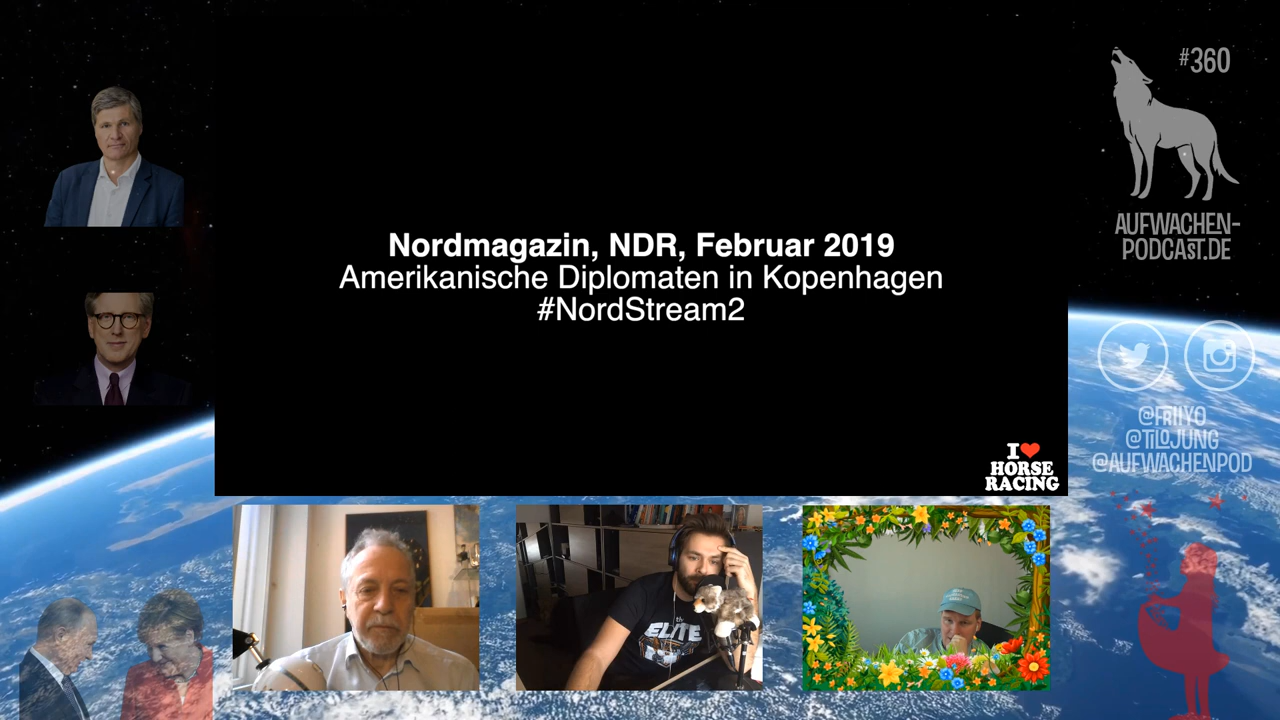 Nordmagazin, NDR, Februar 2019
Amerikanische Diplomaten in Kopenhagen
#NordStream2
I
HORSE
RACING
#360
AUFWACHEN-
PODCAST.DE
@FRIIYO
@TILOJUNG
@AUFWACHENPOD
ELITE